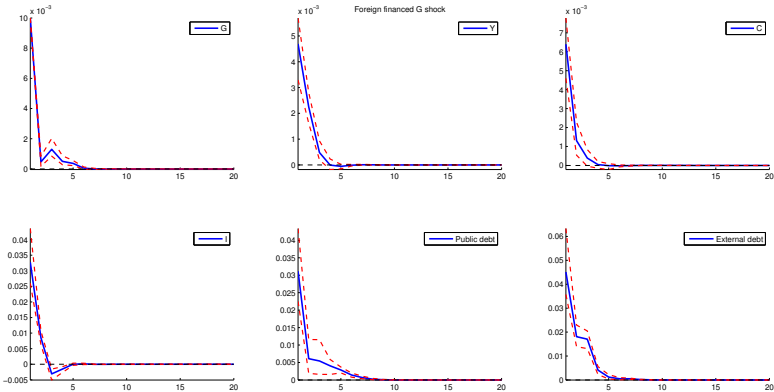 Foreign financed G shock
x 10⁻³
10
8
6
4
2
0
5 10 15 20
G
x 10⁻³
5
4
3
2
1
0
5 10 15 20
Y
x 10⁻³
7
6
5
4
3
2
1
0
5 10 15 20
C
0.04
0.035
0.03
0.025
0.02
0.015
0.01
0.005
0
−0.005
5 10 15 20
I
0.04
0.035
0.03
0.025
0.02
0.015
0.01
0.005
0
5 10 15 20
Public debt
0.06
0.05
0.04
0.03
0.02
0.01
0
5 10 15 20
External debt